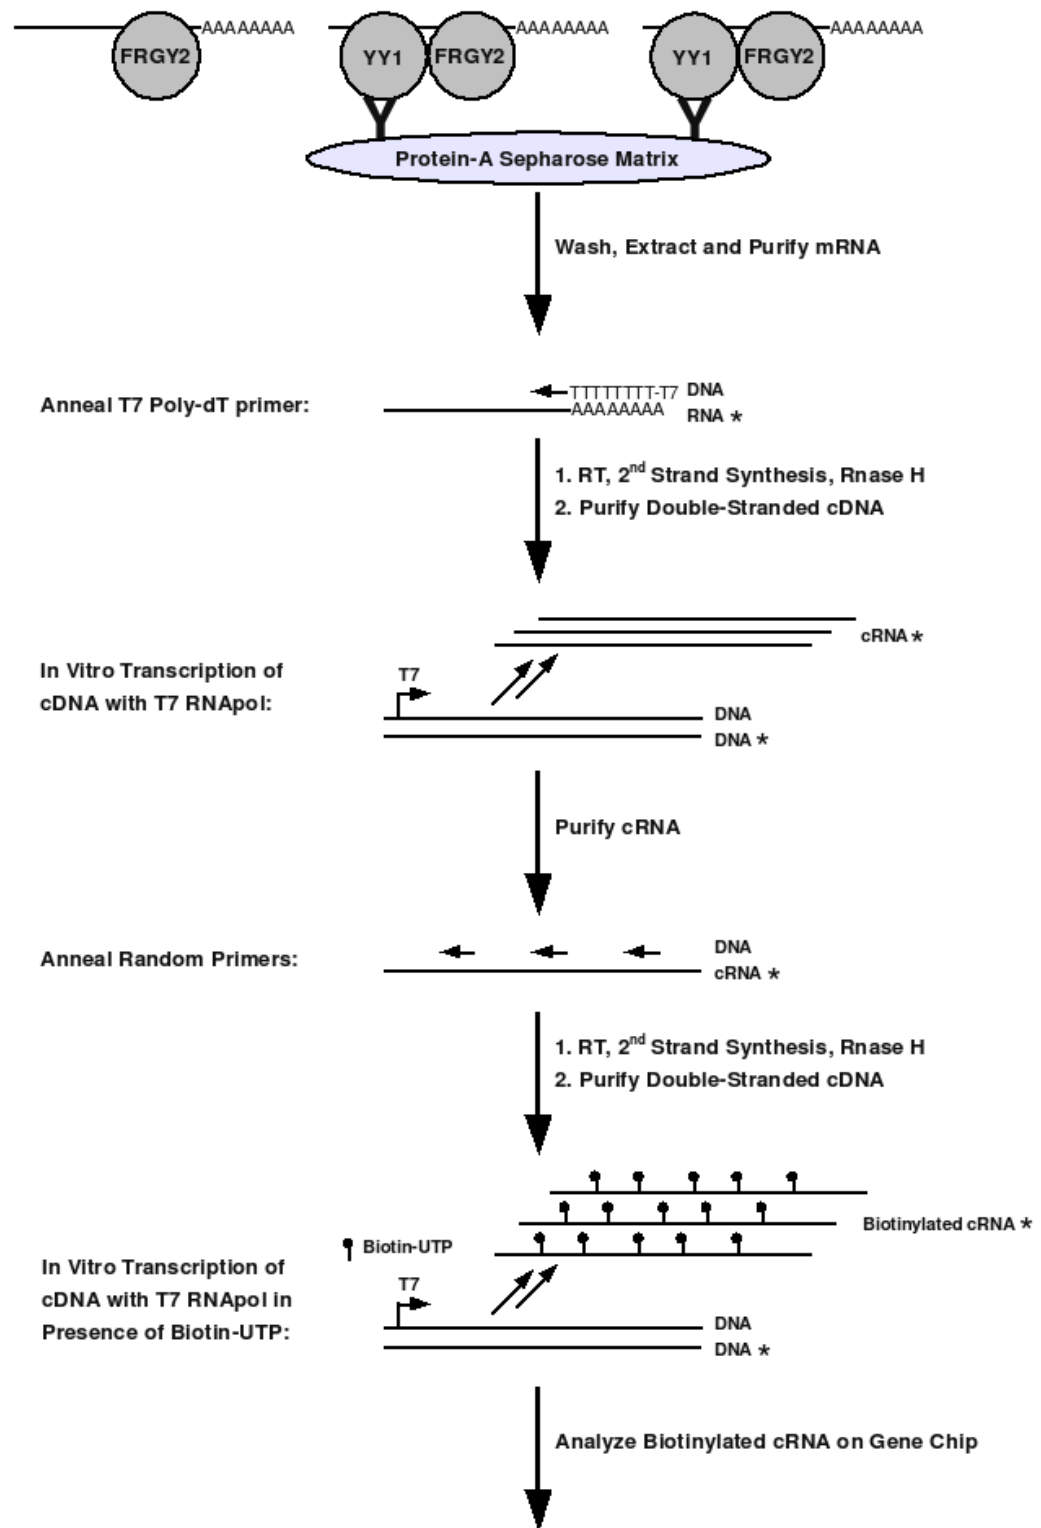 AAAAAAAA AAAAAAAA AAAAAAAA
FRGY2 YY1 FRGY2 YY1 FRGY2
Protein-A Sepharose Matrix
Wash, Extract and Purify mRNA
TTTTTTTT-T7 DNA
Anneal T7 Poly-dT primer:
AAAAAAAA RNA *
1. RT, 2nd Strand Synthesis, Rnase H
2. Purify Double-Stranded cDNA
cRNA *
In Vitro Transcription of
cDNA with T7 RNApol:
T7
DNA
DNA *
Purify cRNA
Anneal Random Primers:
DNA
cRNA *
1. RT, 2nd Strand Synthesis, Rnase H
2. Purify Double-Stranded cDNA
Biotinylated cRNA *
Biotin-UTP
In Vitro Transcription of
cDNA with T7 RNApol in
Presence of Biotin-UTP:
T7
DNA
DNA *
Analyze Biotinylated cRNA on Gene Chip